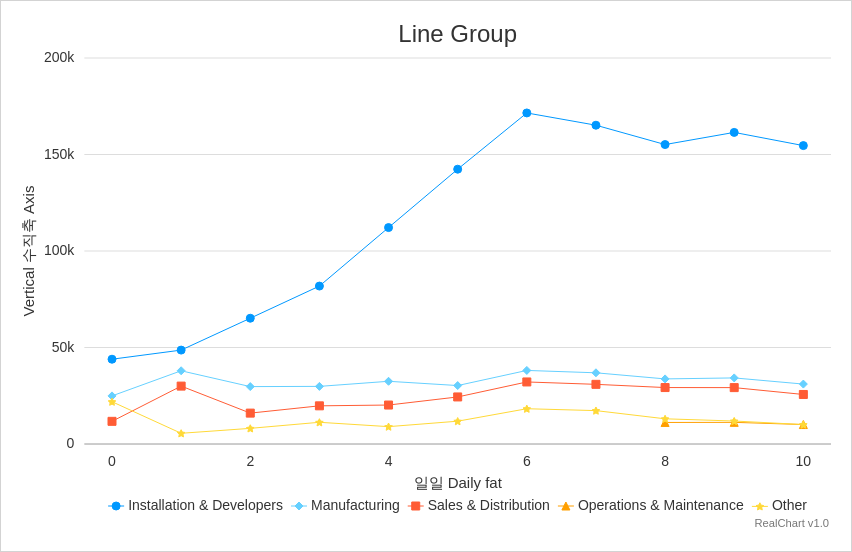 Line Group
200k
150k
100k
50k
0
Vertical 수직축 Axis
0 2 4 6 8 10
일일 Daily fat
Installation & Developers Manufacturing Sales & Distribution Operations & Maintenance Other
RealChart v1.0